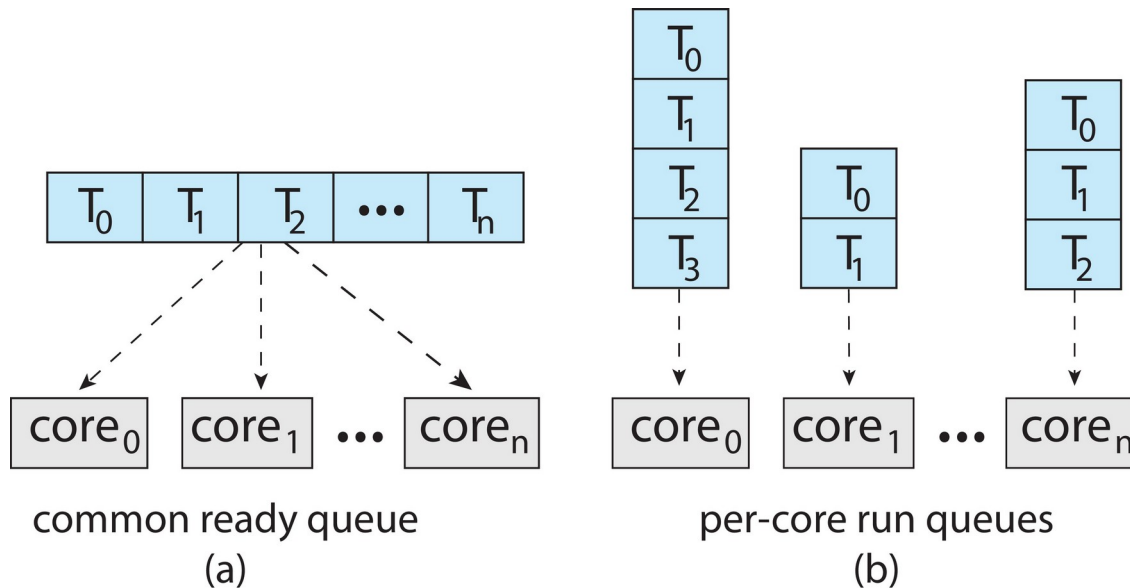 T0 T1 T2 ••• Tn
core0 core1 ••• coren
common ready queue
(a)
T0
T1
T2
T3
T0
T1
T0
T1
T2
core0 core1 ••• coren
per-core run queues
(b)